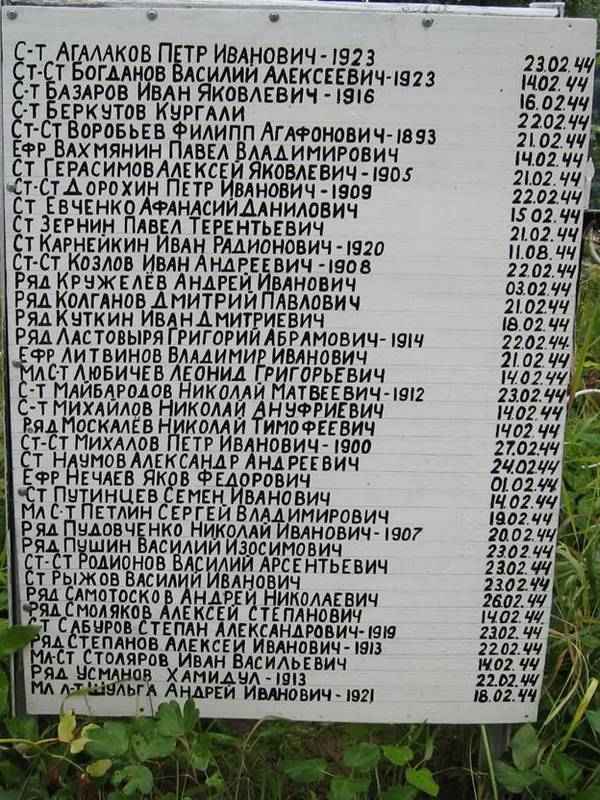 С-т Агалаков Петр Иванович-1923 23.02.44
Ст-Ст Богданов Василий Алексеевич-1923 14.02.44
С-т Базаров Иван Яковлевич-1916 16.02.44
С-т Беркутов Кургали 22.02.44
Ст-Ст Воробьев Филипп Агафонович-1893 21.02.44
Ефр Вахмянин Павел Владимирович 14.02.44
Ст Герасимов Алексей Яковлевич-1905 21.02.44
Ст-Ст Дорохин Петр Иванович-1909 22.02.44
Ст Евченко Афанасий Данилович 15.02.44
Ст Зернин Павел Терентьевич 21.02.44
Ст Карнейкин Иван Радионович-1920 11.08.44
Ст-Ст Козлов Иван Андреевич-1908 22.02.44
Ряд Кружелёв Андрей Иванович 03.02.44
Ряд Колганов Дмитрий Павлович 21.02.44
Ряд Куткин Иван Дмитриевич 18.02.44
Ряд Ластовыря Григорий Абрамович-1914 22.02.44
Ефр Литвинов Владимир Иванович 21.02.44
Мл С-т Любичев Леонид Григорьевич 14.02.44
С-т Майбародов Николай Матвеевич-1912 23.02.44
С-т Михайлов Николай Ануфриевич 14.02.44
Ряд Москалёв Николай Тимофеевич 14.02.44
Ст-Ст Михалов Петр Иванович-1900 27.02.44
Ст Наумов Александр Андреевич 24.02.44
Ефр Нечаев Яков Федорович 01.02.44
Ст Путинцев Семен Иванович 14.02.44
Мл С-т Петлин Сергей Владимирович 19.02.44
Ряд Пудовченко Николай Иванович-1907 20.02.44
Ряд Пушин Василий Изосимович 23.02.44
Ст-Ст Родионов Василий Арсентьевич 23.02.44
Ст Рыжов Василий Иванович 23.02.44
Ряд Самотосков Андрей Николаевич 26.02.44
Ряд Смоляков Алексей Степанович 14.02.44
Ст Сабуров Степан Александрович-1919 23.02.44
Ряд Степанов Алексей Иванович-1913 22.02.44
Мл-Ст Столяров Иван Васильевич 14.02.44
Ряд Усманов Хамидул-1913 22.02.44
Мл л-т Шульга Андрей Иванович-1921 18.02.44